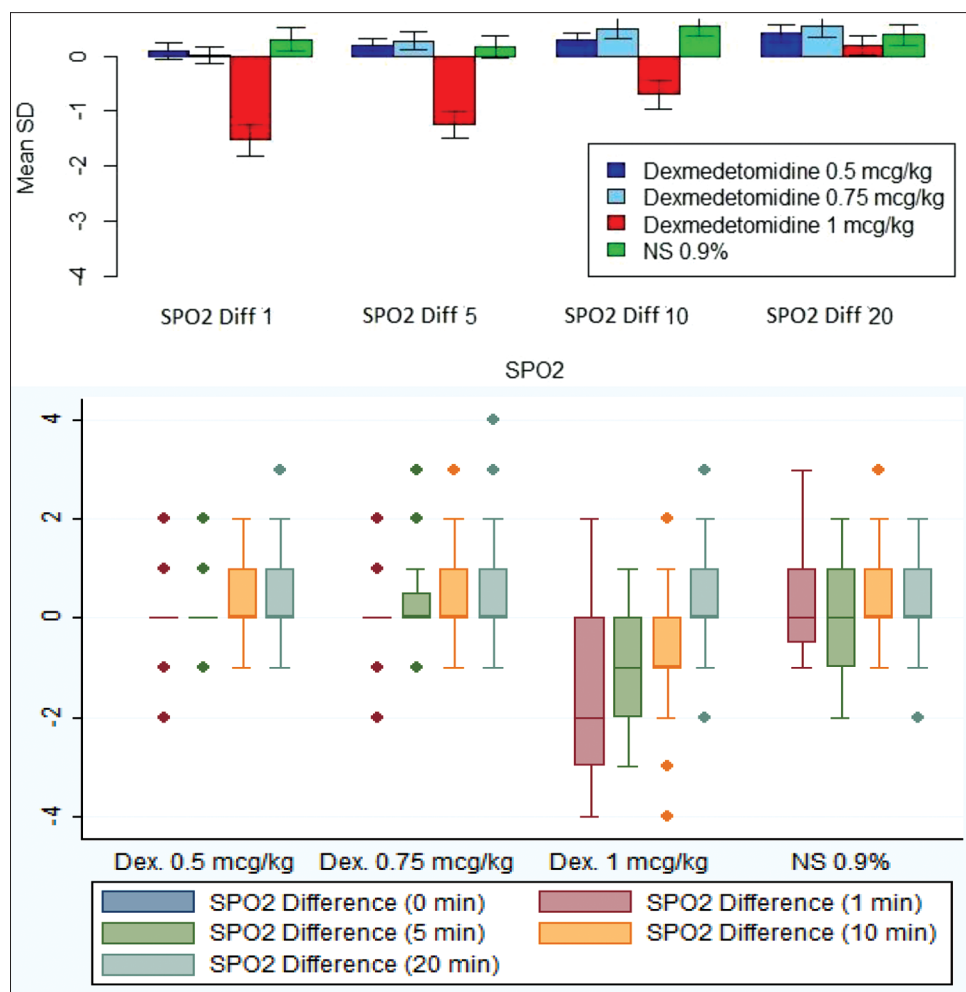 Mean SD
0
-1
-2
-3
-4
Dexmedetomidine 0.5 mcg/kg
Dexmedetomidine 0.75 mcg/kg
Dexmedetomidine 1 mcg/kg
NS 0.9%
SPO2 Diff 1
SPO2 Diff 5
SPO2 Diff 10
SPO2 Diff 20
SPO2
4
2
0
-2
-4
Dex. 0.5 mcg/kg
Dex. 0.75 mcg/kg
Dex. 1 mcg/kg
NS 0.9%
SPO2 Difference (0 min)
SPO2 Difference (1 min)
SPO2 Difference (5 min)
SPO2 Difference (10 min)
SPO2 Difference (20 min)